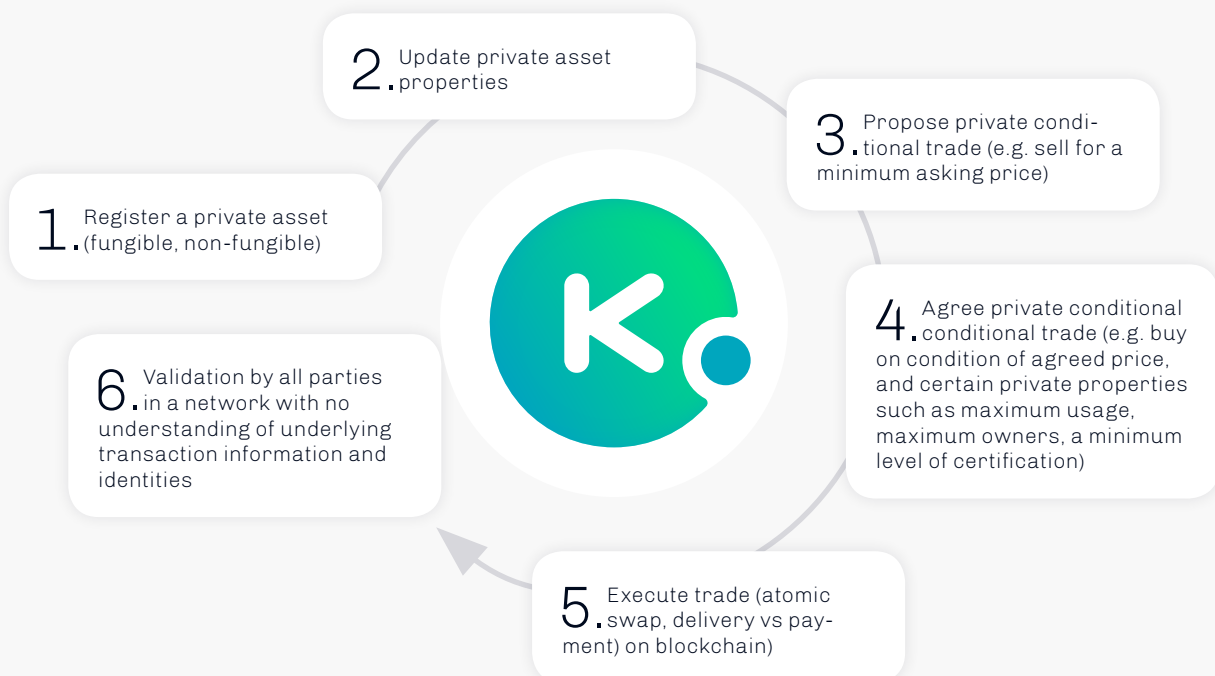 1. Register a private asset
(fungible, non-fungible)
2. Update private asset
properties
3. Propose private condi-
tional trade (e.g. sell for a
minimum asking price)
4. Agree private conditional
conditional trade (e.g. buy
on condition of agreed price,
and certain private properties
such as maximum usage,
maximum owners, a minimum
level of certification)
5. Execute trade (atomic
swap, delivery vs pay-
ment) on blockchain)
6. Validation by all parties
in a network with no
understanding of underlying
transaction information and
identities
K